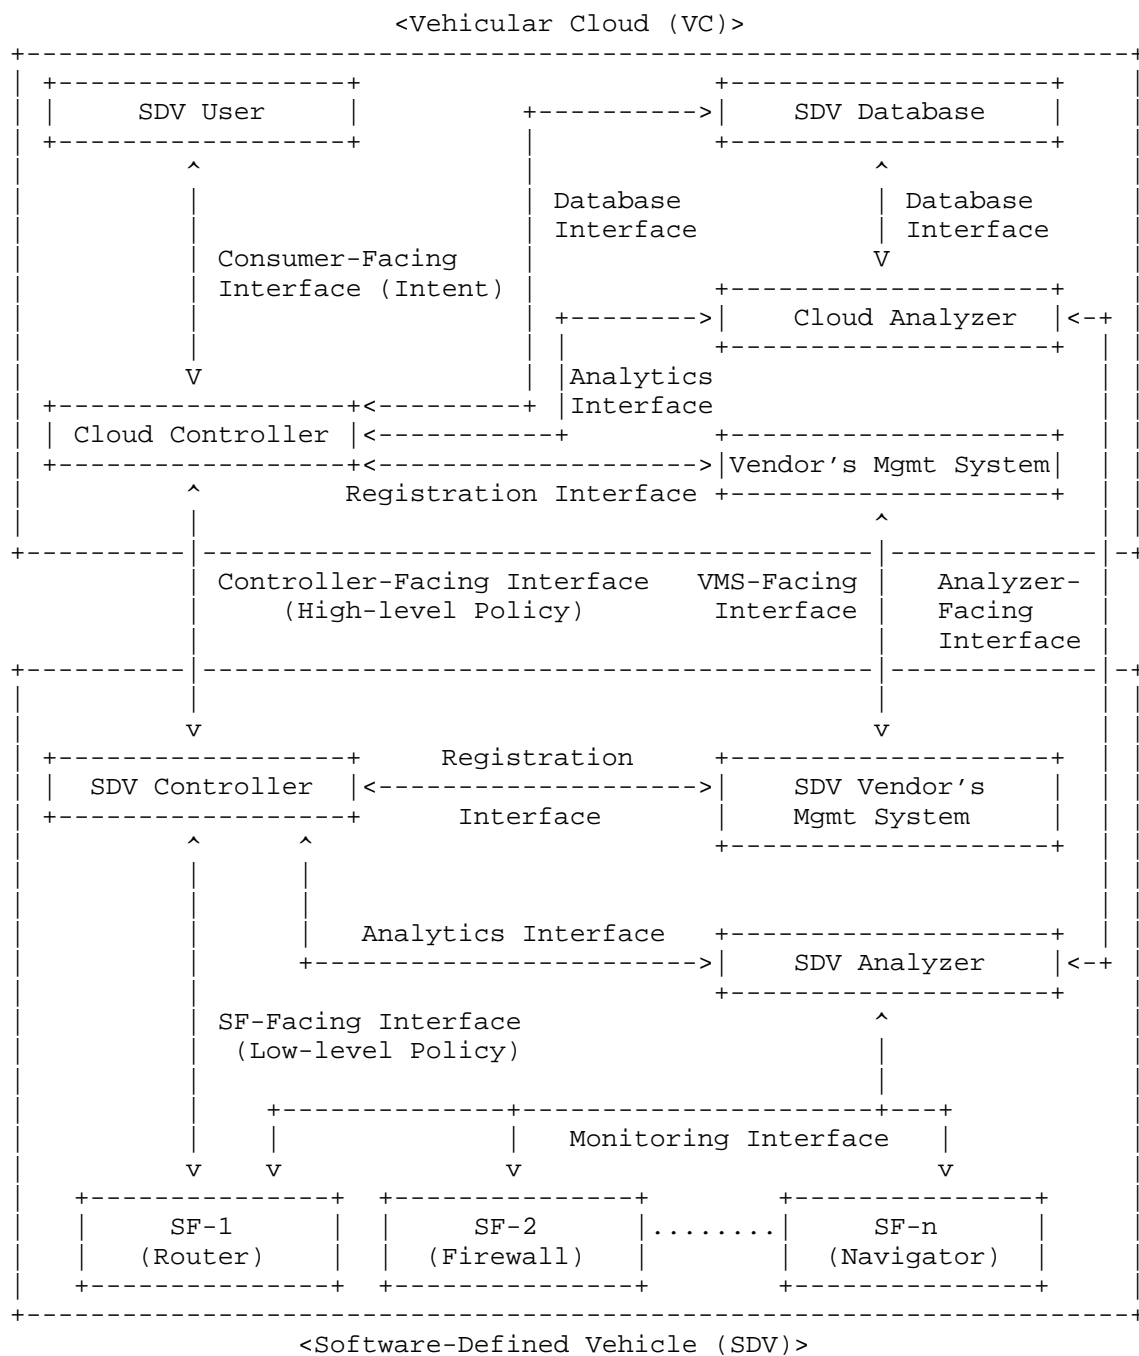 <Vehicular Cloud (VC)>
SDV User
SDV Database
Database
Interface
Database
Interface
Consumer-Facing
Interface (Intent)
Cloud Analyzer
Analytics
Interface
Cloud Controller
Vendor's Mgmt System
Registration Interface
Controller-Facing Interface
(High-level Policy)
VMS-Facing
Interface
Analyzer-
Facing
Interface
SDV Controller
Registration
Interface
SDV Vendor's
Mgmt System
Analytics Interface
SDV Analyzer
SF-Facing Interface
(Low-level Policy)
Monitoring Interface
SF-1
(Router)
SF-2
(Firewall)
........
SF-n
(Navigator)
<Software-Defined Vehicle (SDV)>